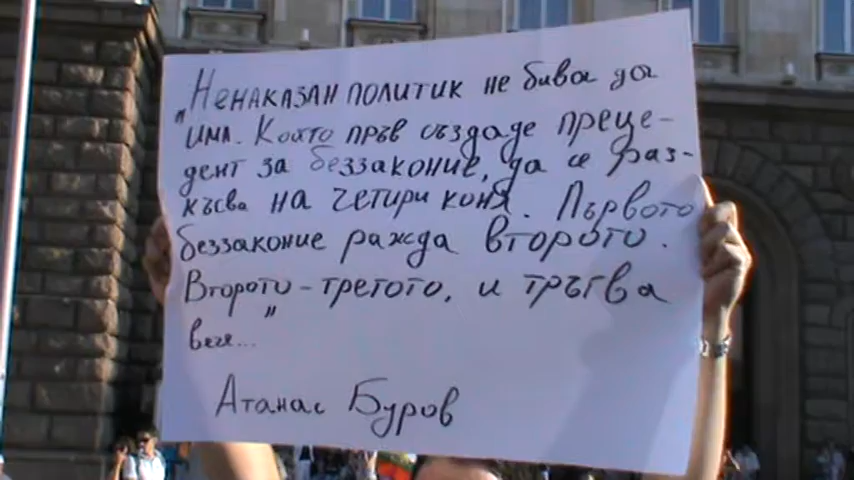 „Ненаказан политик не бива да
има. Който пръв създаде преце-
дент за беззаконие, да се раз-
къса на четири коня. Първото
беззаконие ражда второто.
Второто - третото, и тръгва
вече..."
Атанас Буров